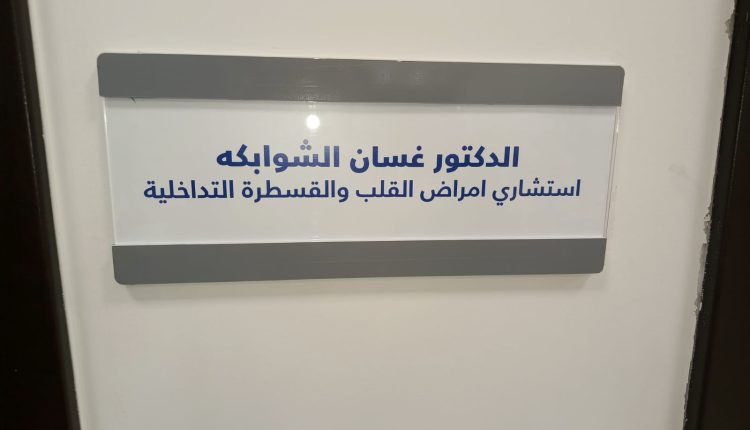 الدكتور غسان الشوابكه
استشاري امراض القلب والقسطرة التداخلية